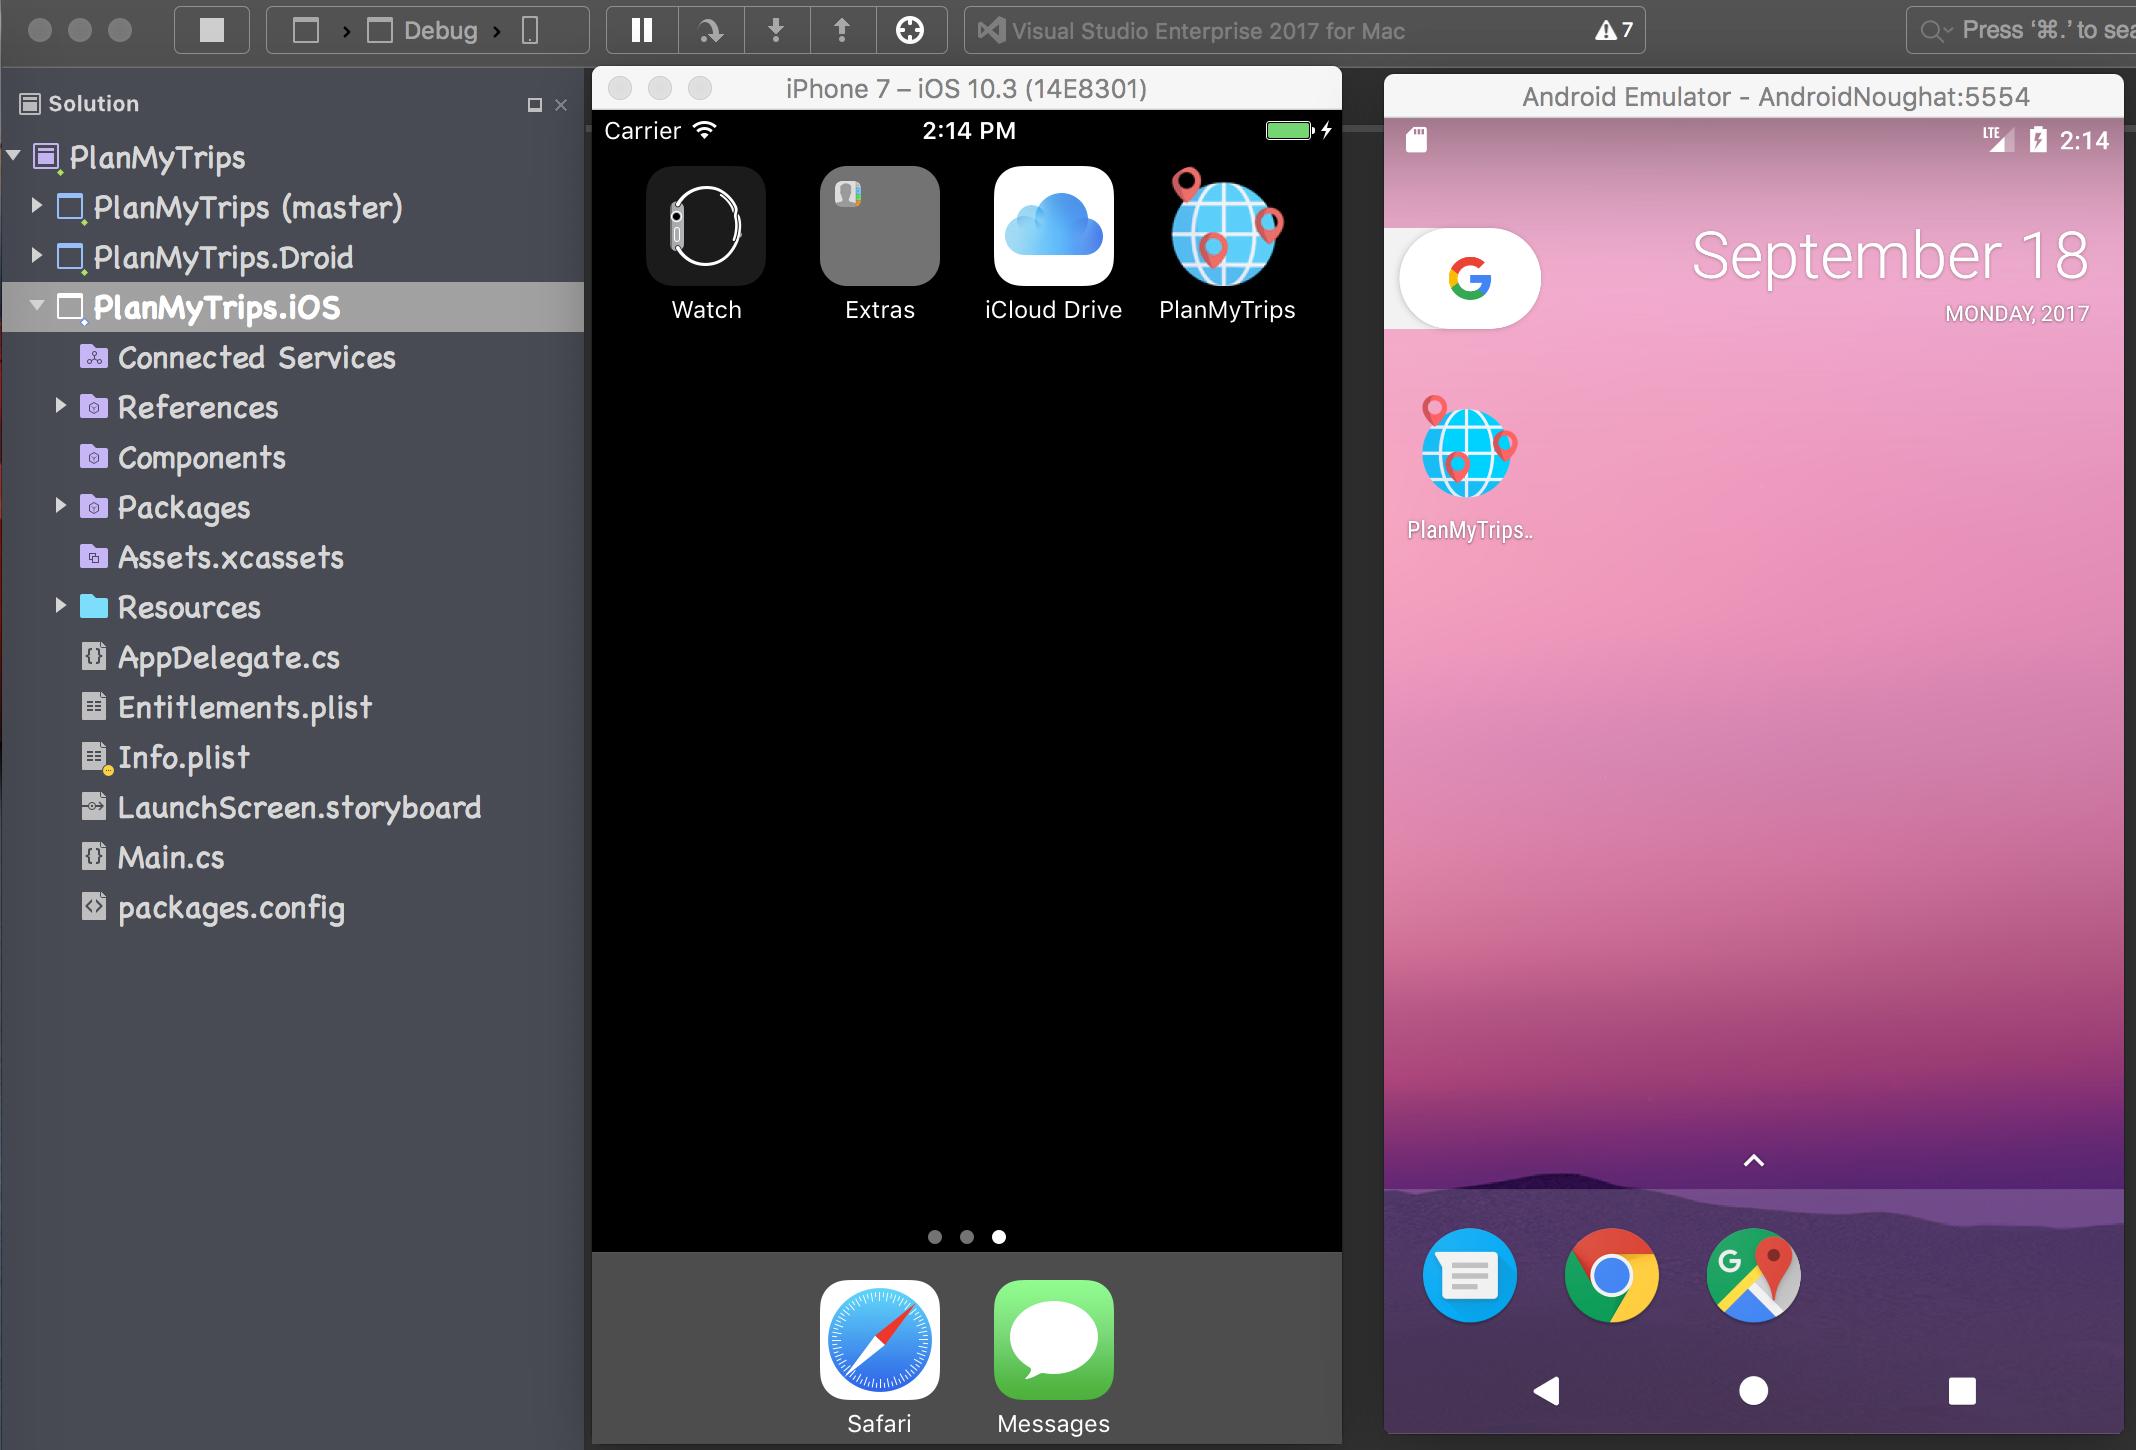 Debug
Visual Studio Enterprise 2017 for Mac
7
Press ‘⌘.’ to sea
Solution
PlanMyTrips
PlanMyTrips (master)
PlanMyTrips.Droid
PlanMyTrips.iOS
Connected Services
References
Components
Packages
Assets.xcassets
Resources
AppDelegate.cs
Entitlements.plist
Info.plist
LaunchScreen.storyboard
Main.cs
packages.config
iPhone 7 – iOS 10.3 (14E8301)
Carrier 2:14 PM
Watch Extras iCloud Drive PlanMyTrips
Safari Messages
Android Emulator - AndroidNoughat:5554
LTE 2:14
G
September 18
MONDAY, 2017
PlanMyTrips..
G